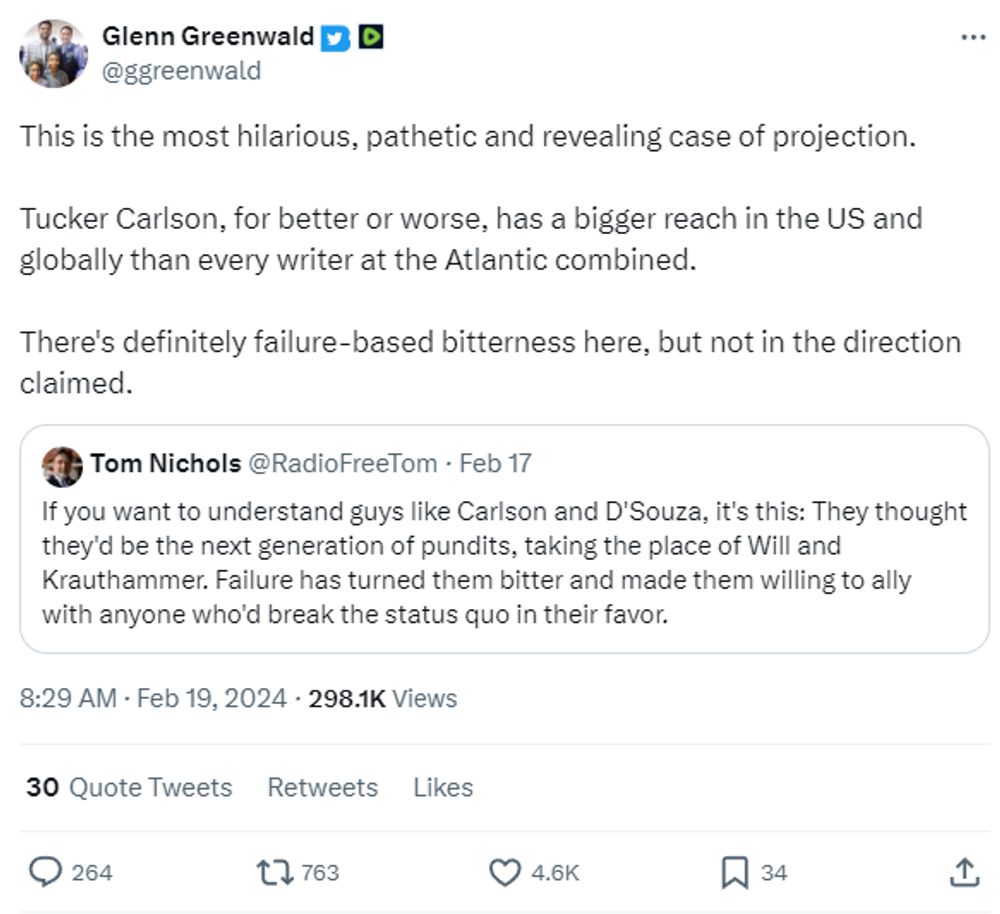 Glenn Greenwald
@ggreenwald
This is the most hilarious, pathetic and revealing case of projection.
Tucker Carlson, for better or worse, has a bigger reach in the US and
globally than every writer at the Atlantic combined.
There's definitely failure-based bitterness here, but not in the direction
claimed.
Tom Nichols @RadioFreeTom · Feb 17
If you want to understand guys like Carlson and D'Souza, it's this: They thought
they'd be the next generation of pundits, taking the place of Will and
Krauthammer. Failure has turned them bitter and made them willing to ally
with anyone who'd break the status quo in their favor.
8:29 AM · Feb 19, 2024 · 298.1K Views
30 Quote Tweets Retweets Likes
264 763 4.6K 34